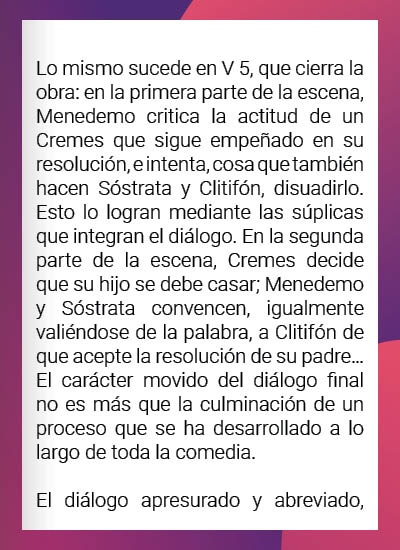 Lo mismo sucede en V 5, que cierra la
obra: en la primera parte de la escena,
Menedemo critica la actitud de un
Cremes que sigue empeñado en su
resolución, e intenta, cosa que también
hacen Sóstrata y Clitifón, disuadirlo.
Esto lo logran mediante las súplicas
que integran el diálogo. En la segunda
parte de la escena, Cremes decide
que su hijo se debe casar; Menedemo
y Sóstrata convencen, igualmente
valiéndose de la palabra, a Clitifón de
que acepte la resolución de su padre...
El carácter movido del diálogo final
no es más que la culminación de un
proceso que se ha desarrollado a lo
largo de toda la comedia.
El diálogo apresurado y abreviado,